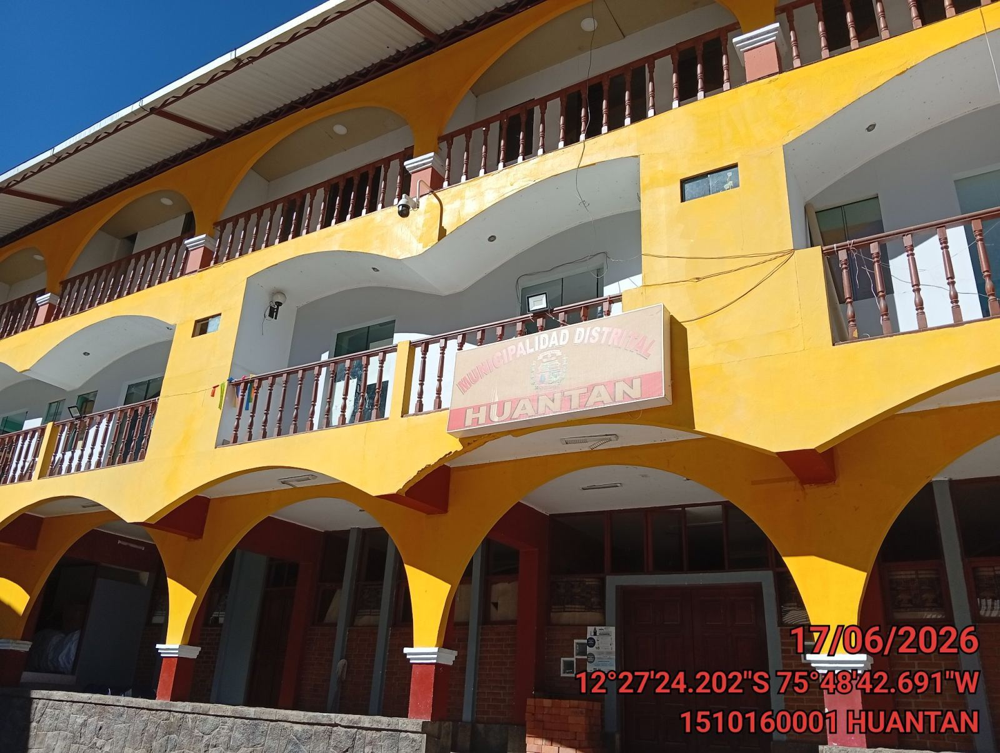 MUNICIPALIDAD DISTRITAL
HUANTAN
17/06/2026
12°27'24.202"S 75°48'42.691"W
1510160001 HUANTAN